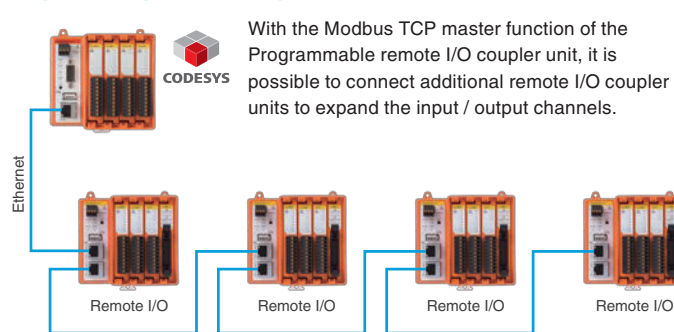 With the Modbus TCP master function of the
Programmable remote I/O coupler unit, it is
possible to connect additional remote I/O coupler
units to expand the input / output channels.
CODESYS
Ethernet
Remote I/O
Remote I/O
Remote I/O
Remote I/O